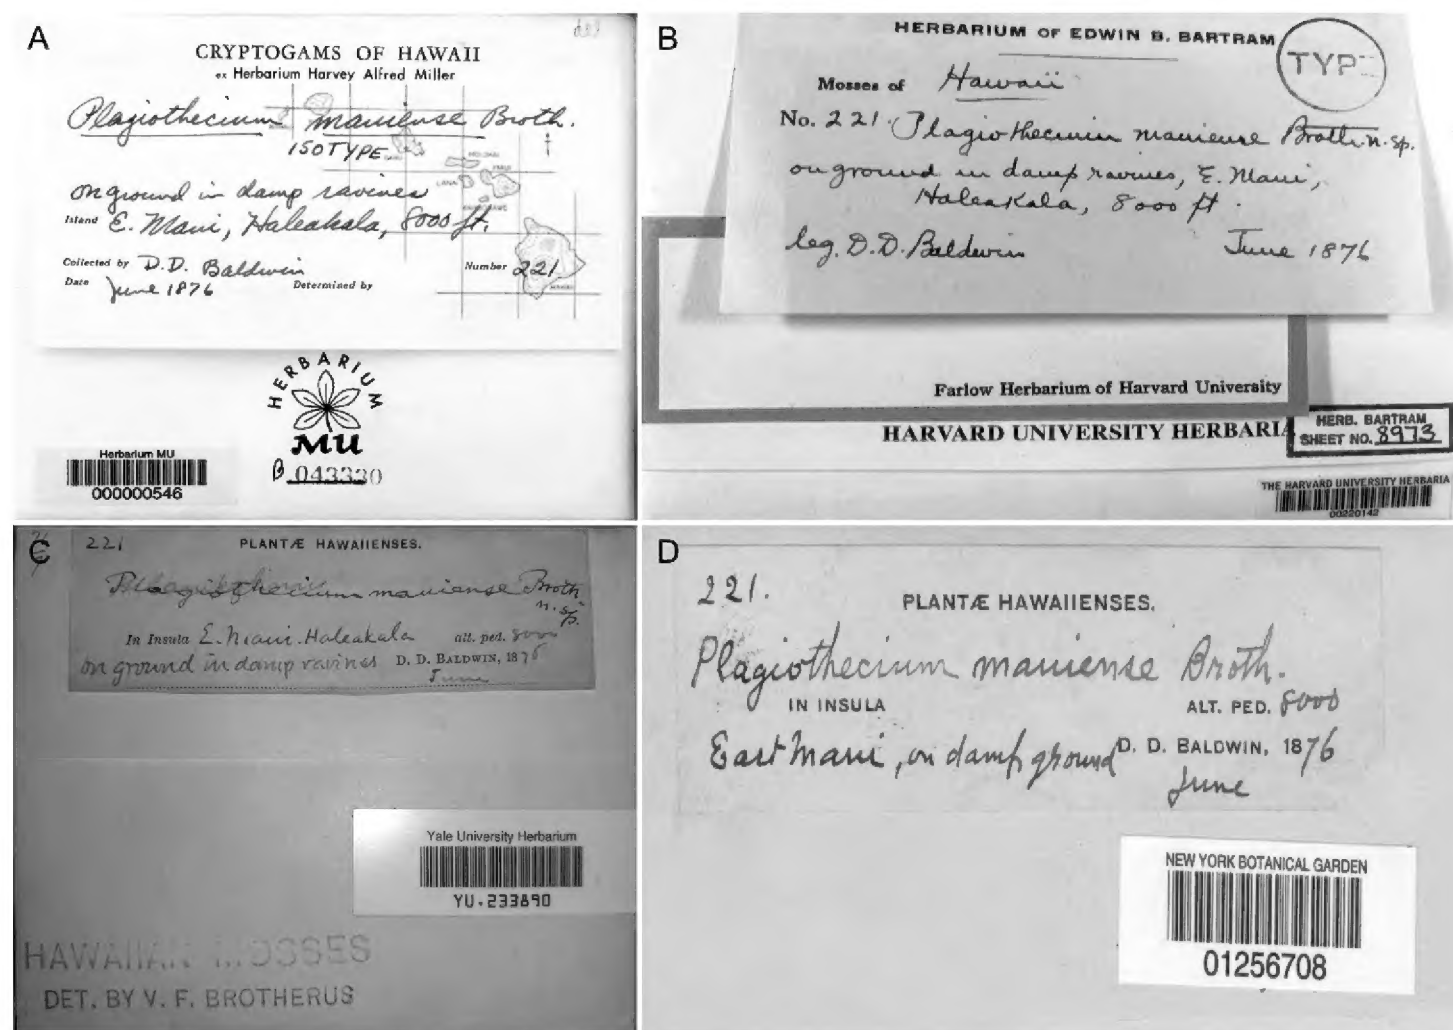 A
CRYPTOGAMS OF HAWAII
ex Herbarium Harvey Alfred Miller
Plagiothecium mauiense Broth.
ISOTYPE
on ground in damp ravines
Island E. Maui, Haleakala, 8000 ft.
Collected by D.D. Baldwin
Number 221
Date June 1876 Determined by
HERBARIUM
MU
B 043330
Herbarium MU
000000546
B
HERBARIUM OF EDWIN B. BARTRAM
TYPE
Mosses of Hawaii
No. 221. Plagiothecium mauiense Broth. n. sp.
on ground in damp ravines, E. Maui,
Haleakala, 8000 ft.
leg. D.D. Baldwin June 1876
Farlow Herbarium of Harvard University
HARVARD UNIVERSITY HERBARIA
HERB. BARTRAM
SHEET NO. 8973
THE HARVARD UNIVERSITY HERBARIA
00220142
C
221 PLANTÆ HAWAIIENSES.
Plagiothecium mauiense Broth
n. sp.
In Insula E. Maui. Haleakala alt. ped. 8000
on ground in damp ravines D. D. BALDWIN, 1876
June
Yale University Herbarium
YU.233890
HAWAIIAN MOSSES
DET. BY V. F. BROTHERUS
D
221.
PLANTÆ HAWAIIENSES.
Plagiothecium mauiense Broth.
IN INSULA ALT. PED. 8000
East Maui, on damp ground D. D. BALDWIN, 1876
June
NEW YORK BOTANICAL GARDEN
01256708